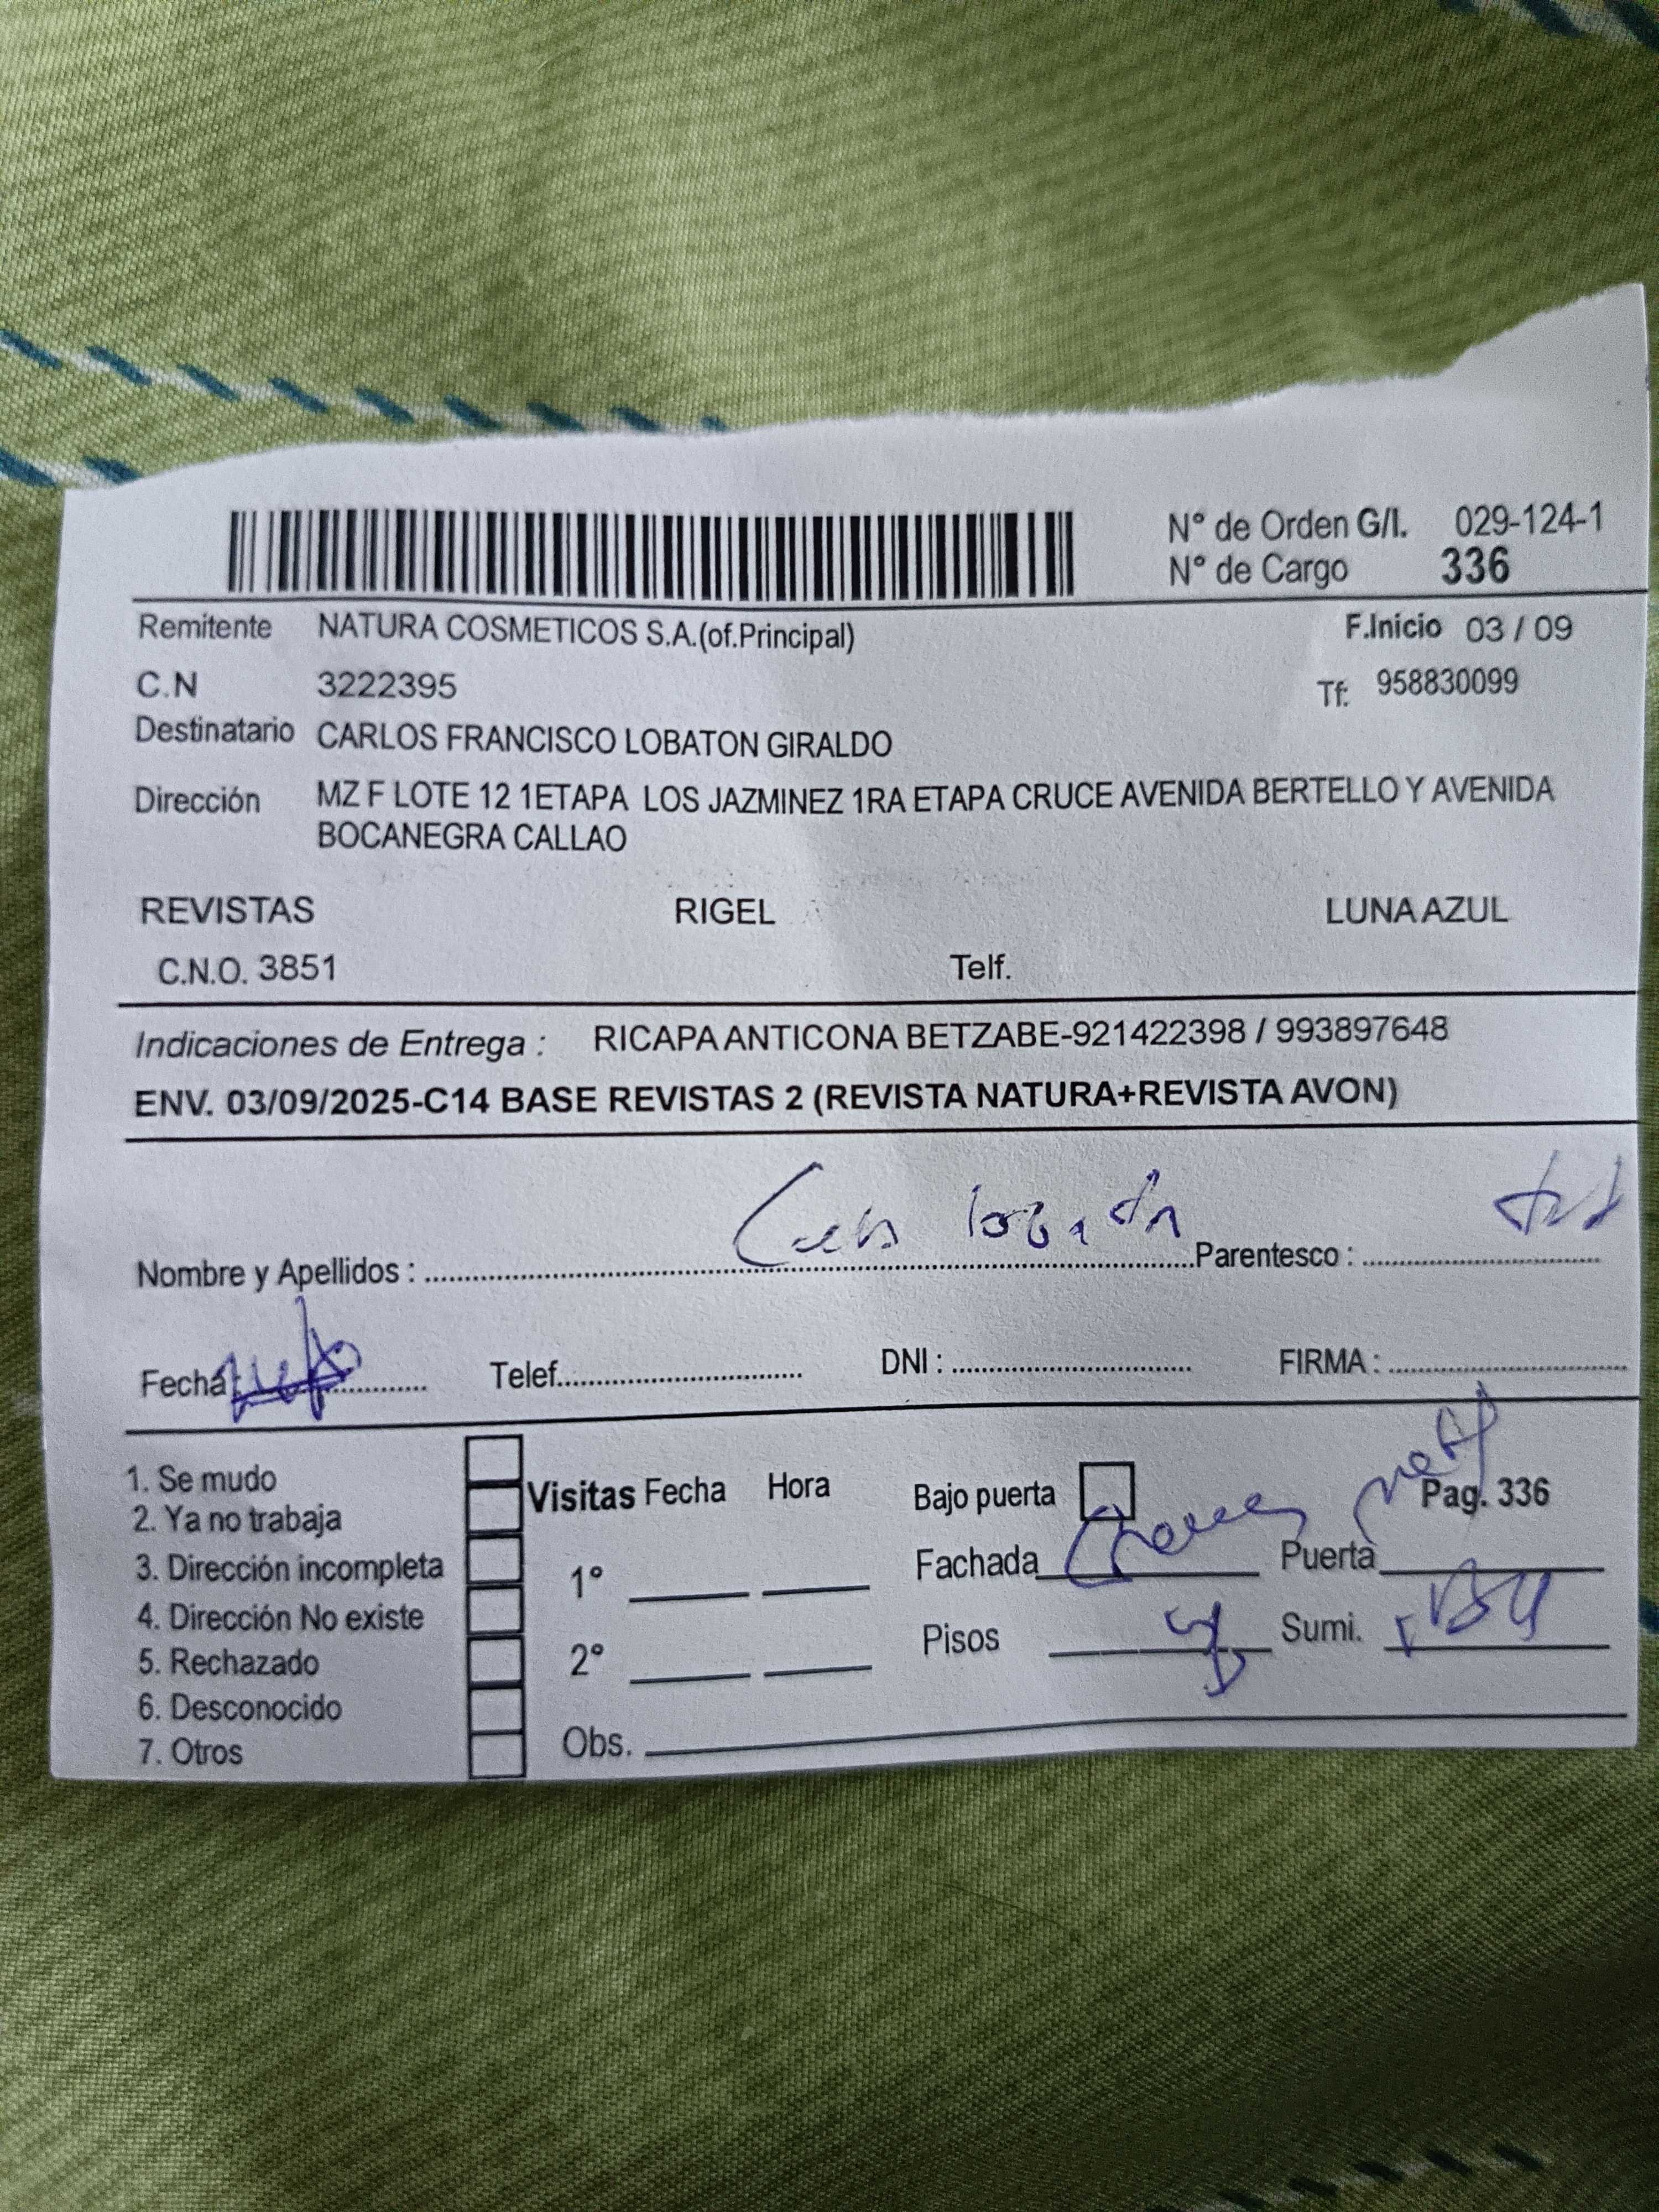 N° de Orden G/I. 029-124-1
N° de Cargo 336
Remitente NATURA COSMETICOS S.A.(of.Principal) F.Inicio 03 / 09
C.N 3222395 Tf: 958830099
Destinatario CARLOS FRANCISCO LOBATON GIRALDO
Dirección MZ F LOTE 12 1ETAPA LOS JAZMINEZ 1RA ETAPA CRUCE AVENIDA BERTELLO Y AVENIDA
BOCANEGRA CALLAO
REVISTAS RIGEL LUNA AZUL
C.N.O. 3851 Telf.
Indicaciones de Entrega : RICAPA ANTICONA BETZABE-921422398 / 993897648
ENV. 03/09/2025-C14 BASE REVISTAS 2 (REVISTA NATURA+REVISTA AVON)
Nombre y Apellidos : lobaton Parentesco :
Fecha Telef. DNI : FIRMA :
1. Se mudo
2. Ya no trabaja
3. Dirección incompleta
4. Dirección No existe
5. Rechazado
6. Desconocido
7. Otros
Visitas Fecha Hora
1°
2°
Obs.
Bajo puerta Pag. 336
Fachada Puerta
Pisos Sumi.